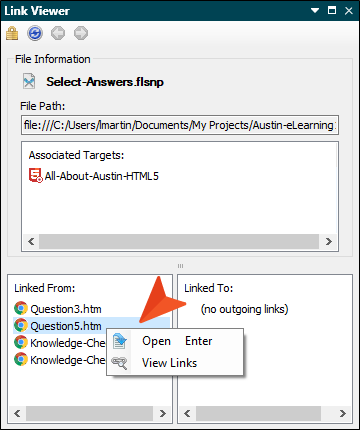 Link Viewer
File Information
Select-Answers.flsnp
File Path:
file:///C:/Users/lmartin/Documents/My Projects/Austin-eLearning
Associated Targets:
All-About-Austin-HTML5
Linked From:
Linked To:
Question3.htm
(no outgoing links)
Question5.htm
Knowledge-Che
Open Enter
Knowledge-Che
View Links